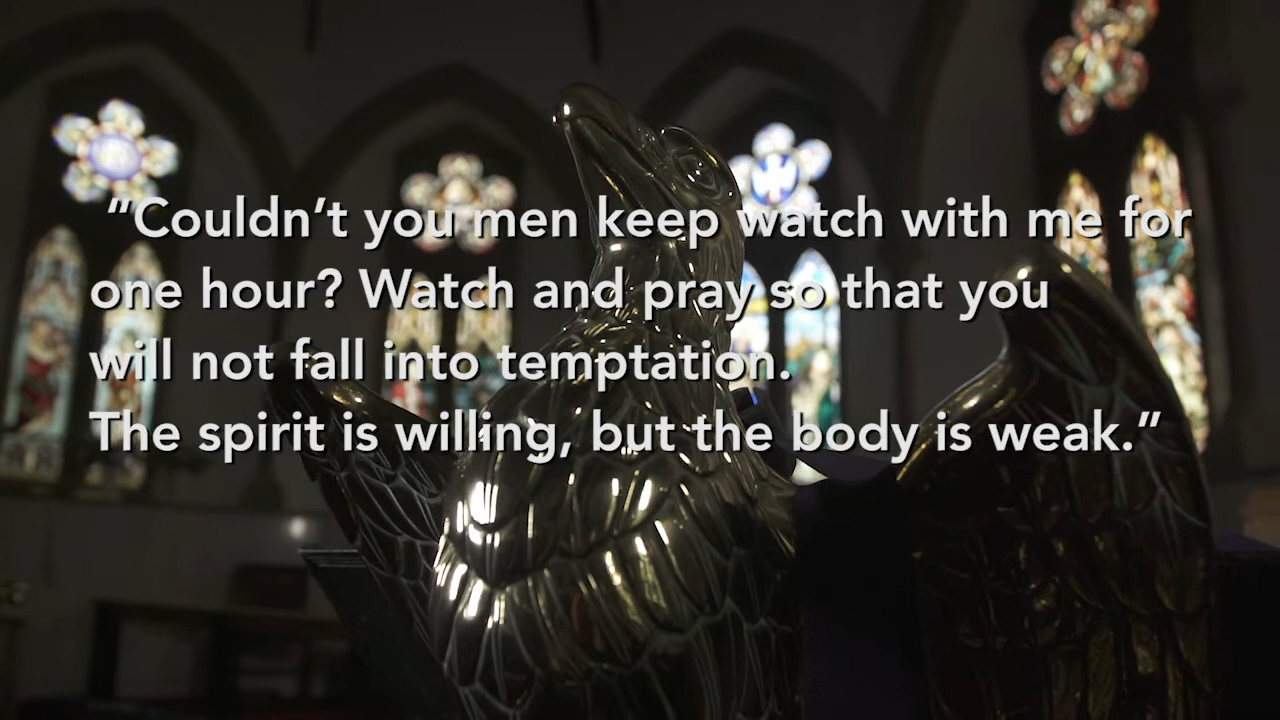 “Couldn’t you men keep watch with me for
one hour? Watch and pray so that you
will not fall into temptation.
The spirit is willing, but the body is weak.”